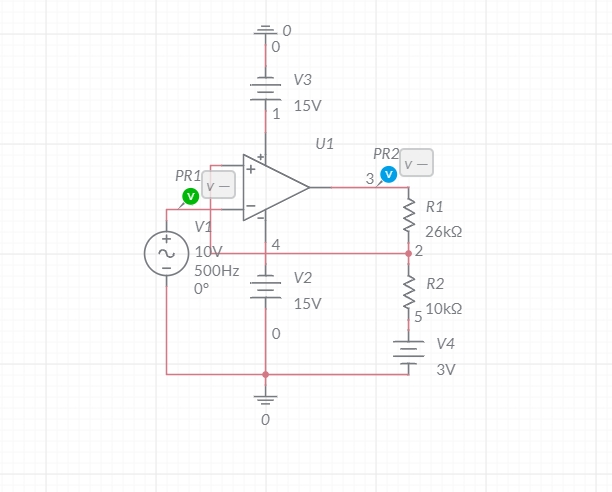 0
0
V3
15V
1
U1
PR2
V
v —
3
PR1
V
v —
+
+
−
−
R1
26kΩ
V1
+
−
10V
500Hz
0°
4
2
V2
15V
R2
10kΩ
5
0
V4
3V
0